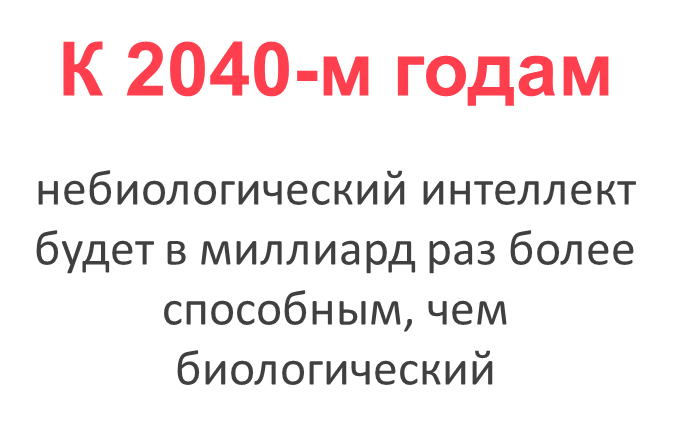 К 2040-м годам
небиологический интеллект
будет в миллиард раз более
способным, чем
биологический